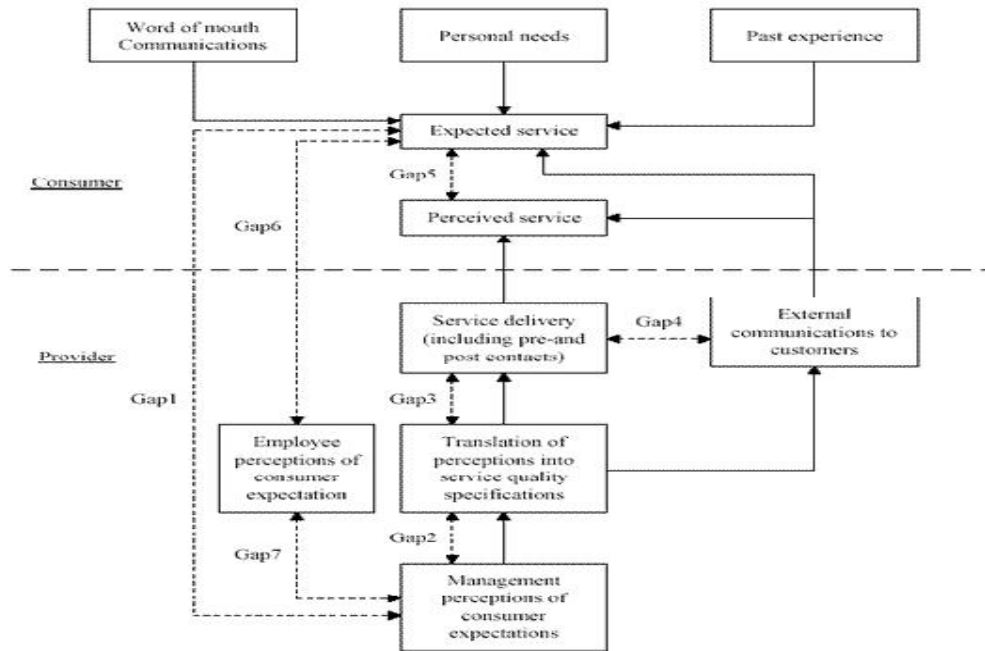 Word of mouth
Communications
Personal needs
Past experience
Expected service
Consumer
Gap5
Perceived service
Gap6
Service delivery
(including pre-and
post contacts)
Gap4
External
communications to
customers
Provider
Gap1
Gap3
Employee
perceptions of
consumer
expectation
Translation of
perceptions into
service quality
specifications
Gap7
Gap2
Management
perceptions of
consumer
expectations